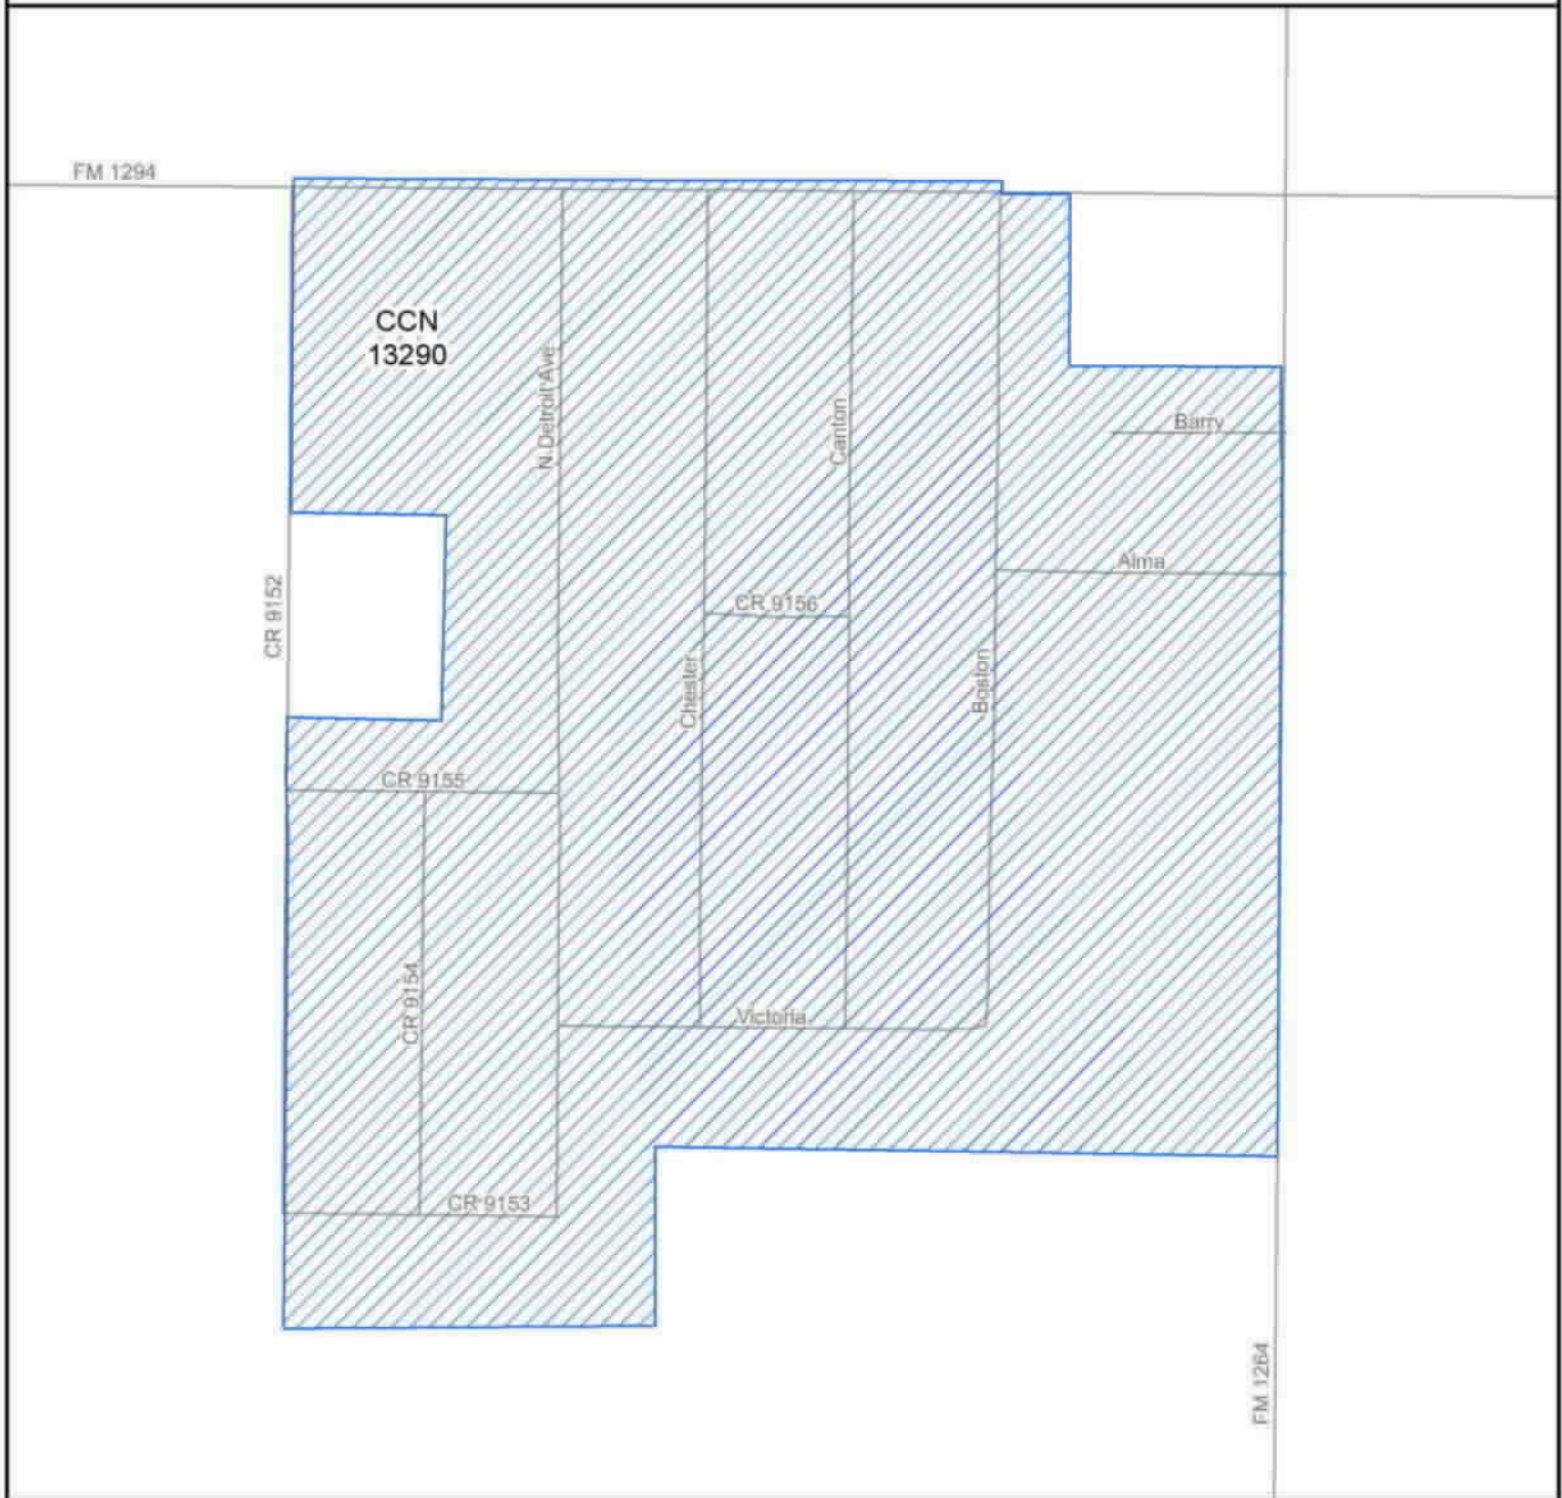 FM 1294
CCN
13290
N Detroit Ave
Canton
Barry
Alma
CR 9152
CR 9156
Chester
Boston
CR 9155
CR 9154
Victoria
CR 9153
FM 1264